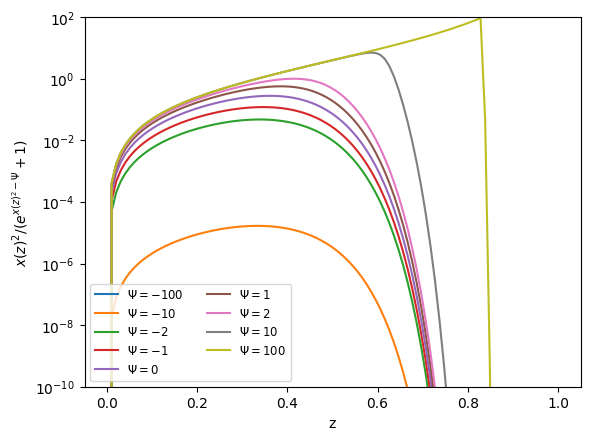 10^2
10^0
10^{-2}
10^{-4}
10^{-6}
10^{-8}
10^{-10}
x(z)^2/(e^{x(z)^2-Ψ} + 1)
Ψ = −100
Ψ = −10
Ψ = −2
Ψ = −1
Ψ = 0
Ψ = 1
Ψ = 2
Ψ = 10
Ψ = 100
0.0 0.2 0.4 0.6 0.8 1.0
z